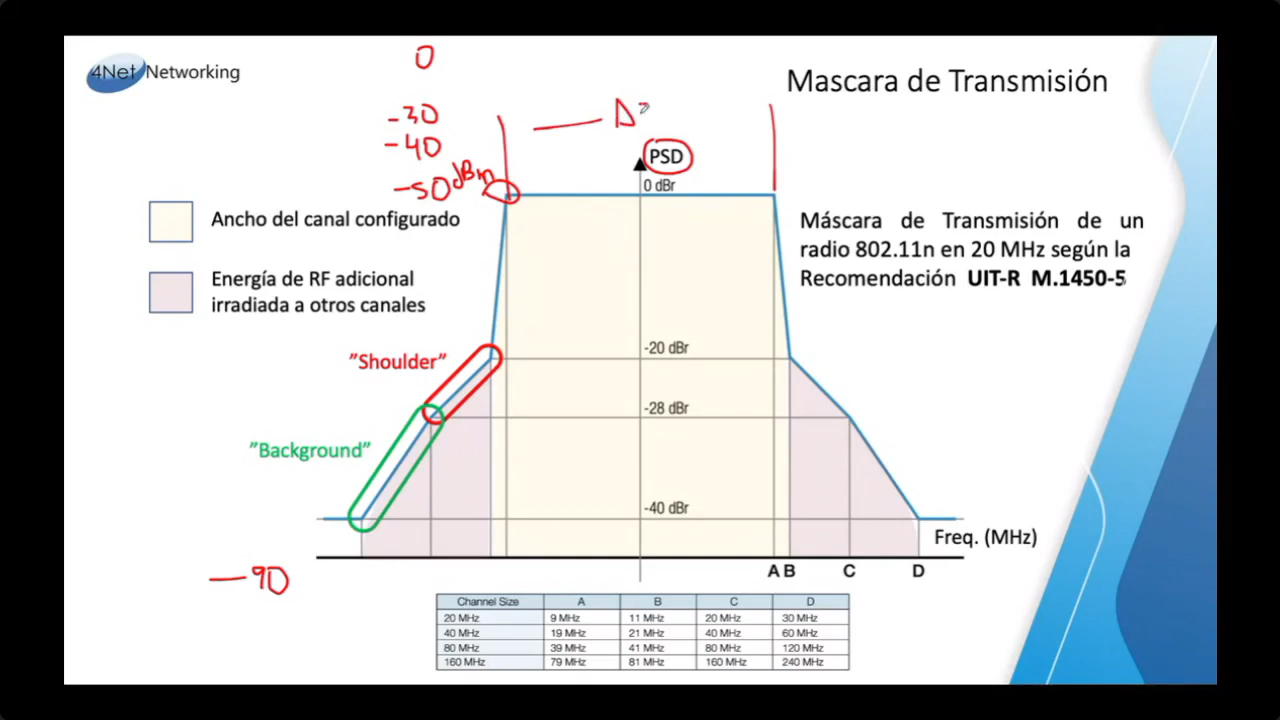 4Net Networking
Mascara de Transmisión
0
-30
-40
-50 dBm
PSD
0 dBr
Ancho del canal configurado
Energía de RF adicional
irradiada a otros canales
Máscara de Transmisión de un
radio 802.11n en 20 MHz según la
Recomendación UIT-R M.1450-5
-20 dBr
"Shoulder"
-28 dBr
"Background"
-40 dBr
Freq. (MHz)
A B C D
-90
Channel Size A B C D
20 MHz 9 MHz 11 MHz 20 MHz 30 MHz
40 MHz 19 MHz 21 MHz 40 MHz 60 MHz
80 MHz 39 MHz 41 MHz 80 MHz 120 MHz
160 MHz 79 MHz 81 MHz 160 MHz 240 MHz